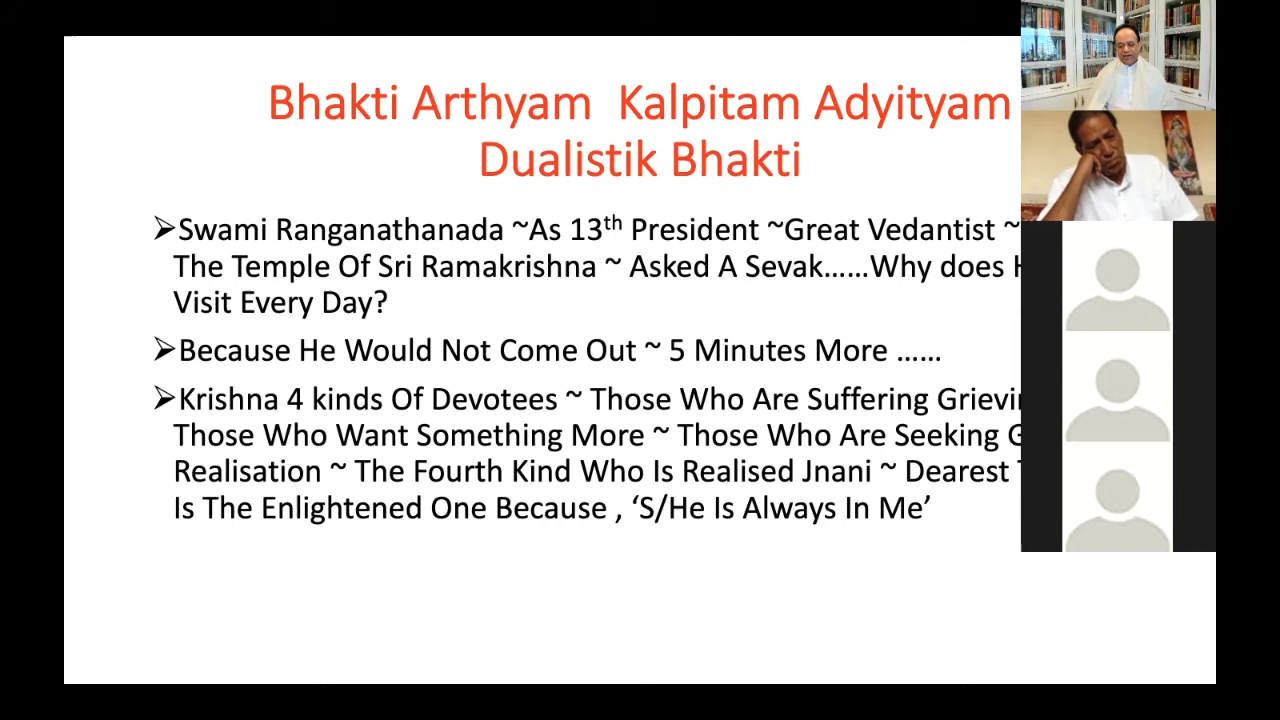 Bhakti Arthyam Kalpitam Adyityam
Dualistik Bhakti
➢Swami Ranganathanada ~As 13th President ~Great Vedantist ~
The Temple Of Sri Ramakrishna ~ Asked A Sevak......Why does
Visit Every Day?
➢Because He Would Not Come Out ~ 5 Minutes More ......
➢Krishna 4 kinds Of Devotees ~ Those Who Are Suffering
Those Who Want Something More ~ Those Who Are Seeking
Realisation ~ The Fourth Kind Who Is Realised Jnani ~ Dearest
Is The Enlightened One Because , ‘S/He Is Always In Me’